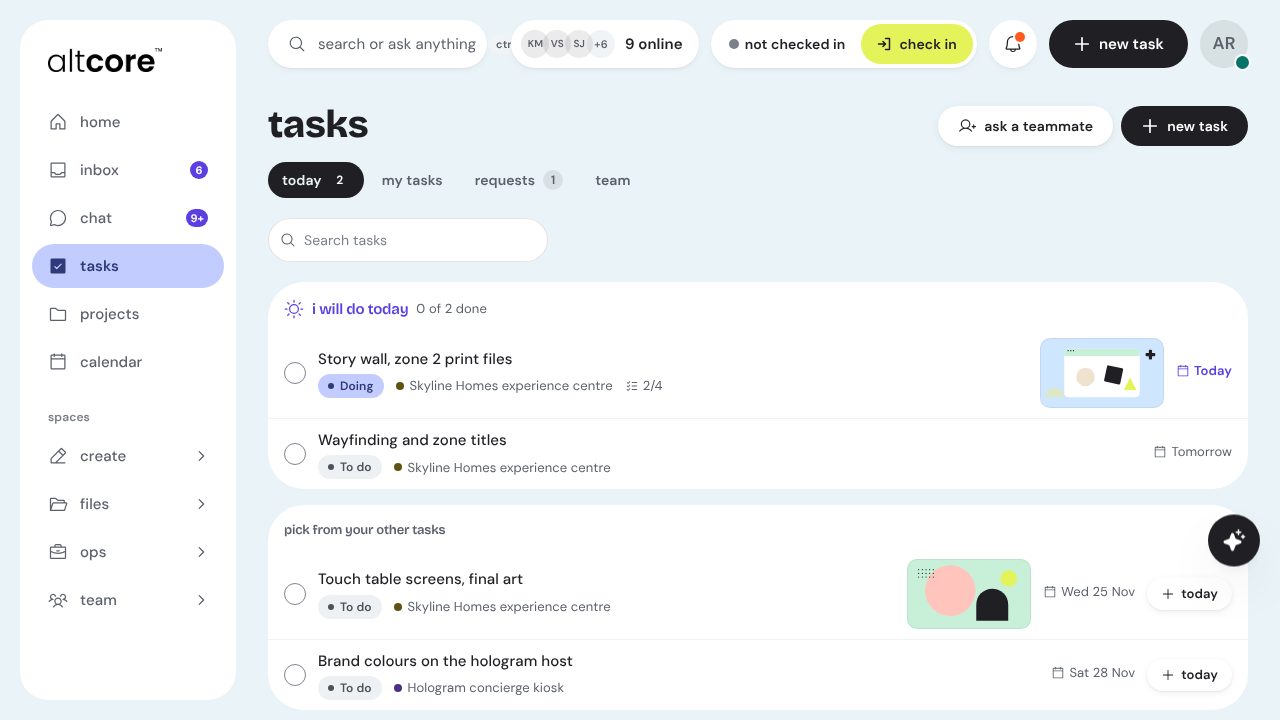 altcore™
search or ask anything
KM VS SJ +6 9 online
not checked in
check in
new task
AR
home
inbox 6
chat 9+
tasks
projects
calendar
spaces
create
files
ops
team
tasks
ask a teammate
new task
today 2
my tasks
requests 1
team
Search tasks
i will do today 0 of 2 done
Story wall, zone 2 print files
Doing Skyline Homes experience centre 2/4
Today
Wayfinding and zone titles
To do Skyline Homes experience centre
Tomorrow
pick from your other tasks
Touch table screens, final art
To do Skyline Homes experience centre
Wed 25 Nov
today
Brand colours on the hologram host
To do Hologram concierge kiosk
Sat 28 Nov
today